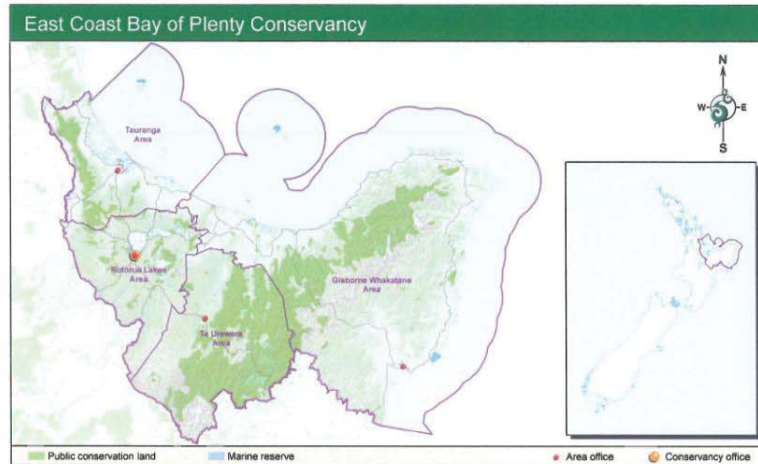 East Coast Bay of Plenty Conservancy
N
W
E
S
Tauranga
Area
Rotorua Lakes
Area
Gisborne Whakatane
Area
Te Urewera
Area
Public conservation land
Marine reserve
Area office
Conservancy office